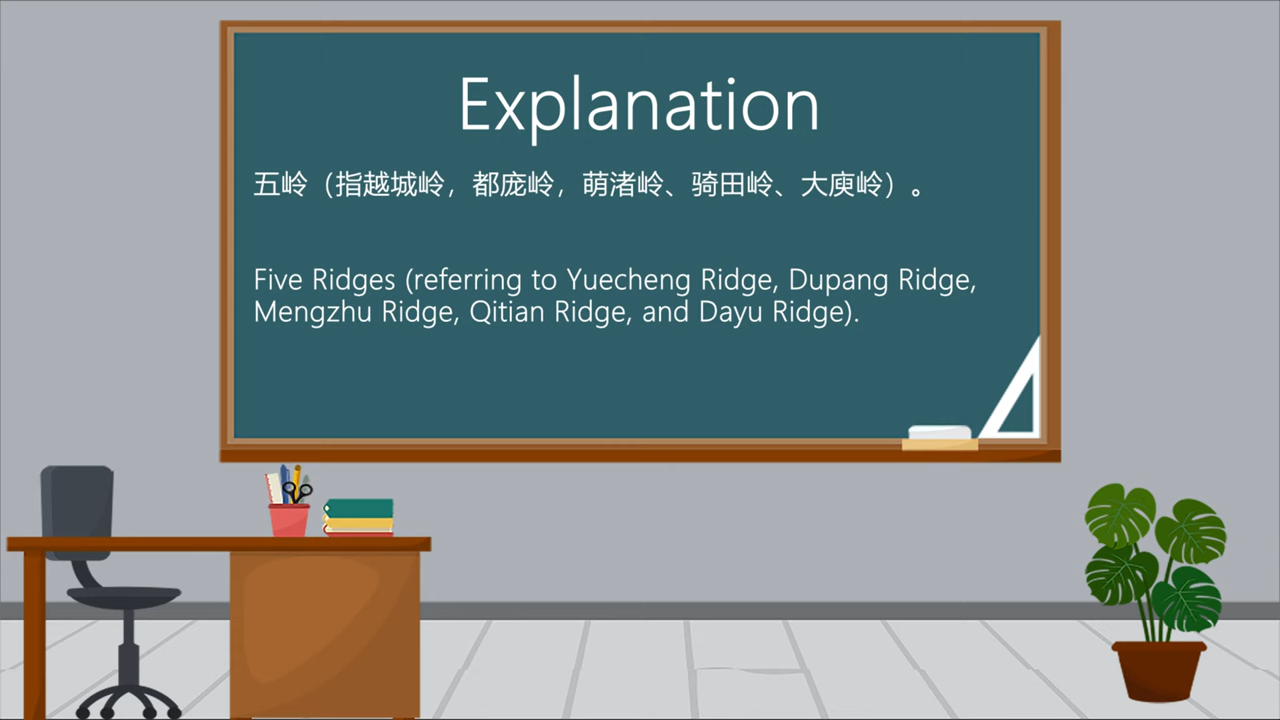 Explanation
五岭（指越城岭，都庞岭，萌渚岭、骑田岭、大庾岭）。
Five Ridges (referring to Yuecheng Ridge, Dupang Ridge,
Mengzhu Ridge, Qitian Ridge, and Dayu Ridge).